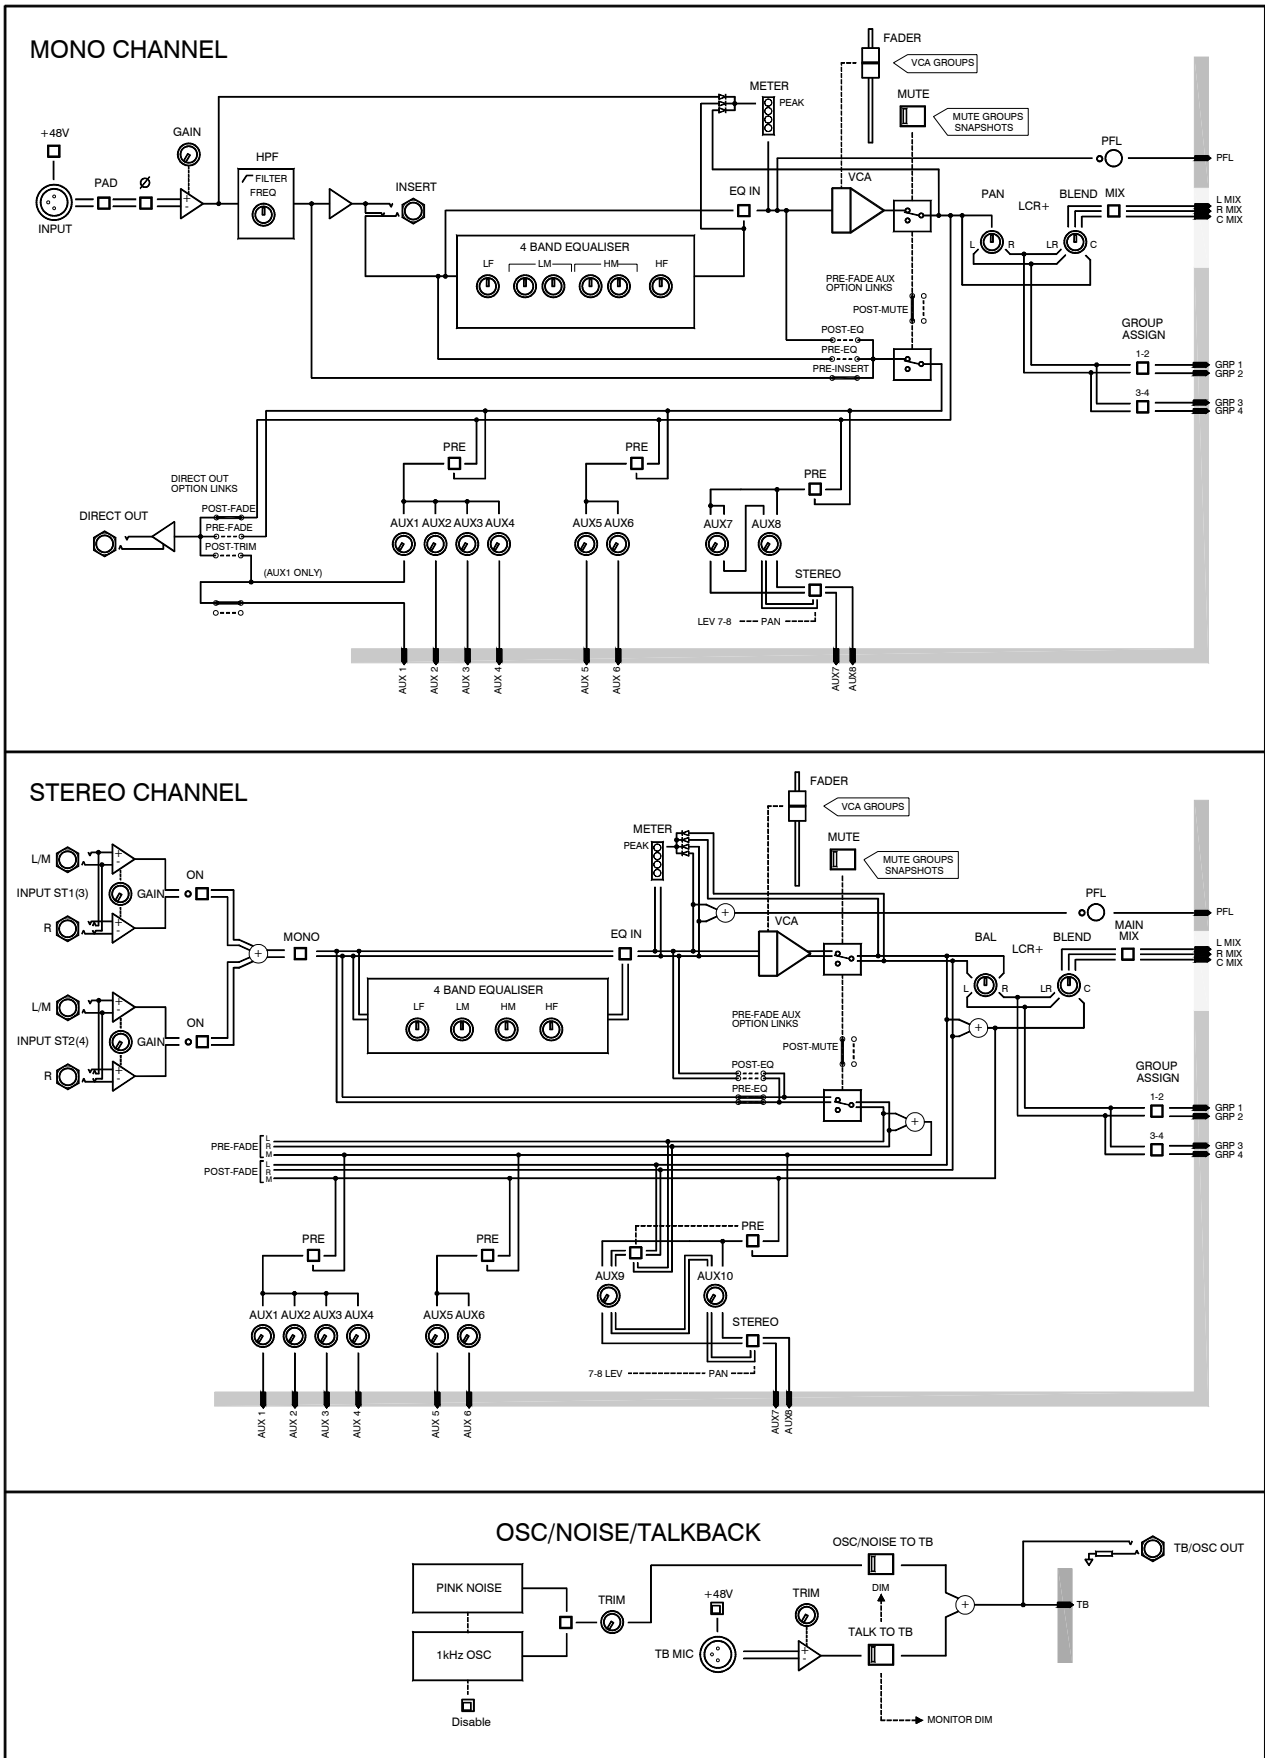 MONO CHANNEL
FADER
VCA GROUPS
METER
PEAK
MUTE
MUTE GROUPS
SNAPSHOTS
+48V
GAIN
PFL
PFL
HPF
FILTER
FREQ
PAD
Ø
INPUT
INSERT
EQ IN
VCA
PAN
LCR+
BLEND
MIX
L MIX
R MIX
C MIX
L
R
LR
C
4 BAND EQUALISER
LF
LM
HM
HF
PRE-FADE AUX
OPTION LINKS
POST-MUTE
POST-EQ
PRE-EQ
PRE-INSERT
GROUP
ASSIGN
1-2
GRP 1
GRP 2
3-4
GRP 3
GRP 4
PRE
PRE
PRE
DIRECT OUT
OPTION LINKS
POST-FADE
PRE-FADE
POST-TRIM
DIRECT OUT
AUX1 AUX2 AUX3 AUX4
AUX5 AUX6
AUX7
AUX8
(AUX1 ONLY)
STEREO
LEV 7-8
PAN
AUX 1
AUX 2
AUX 3
AUX 4
AUX 5
AUX 6
AUX7
AUX8
STEREO CHANNEL
FADER
VCA GROUPS
METER
PEAK
MUTE
MUTE GROUPS
SNAPSHOTS
L/M
INPUT ST1(3)
GAIN
R
ON
MONO
EQ IN
VCA
PFL
PFL
BAL
LCR+
BLEND
MAIN
MIX
L MIX
R MIX
C MIX
L
R
LR
C
4 BAND EQUALISER
LF
LM
HM
HF
L/M
INPUT ST2(4)
GAIN
R
ON
PRE-FADE AUX
OPTION LINKS
POST-MUTE
POST-EQ
PRE-EQ
GROUP
ASSIGN
1-2
GRP 1
GRP 2
3-4
GRP 3
GRP 4
PRE-FADE
L
R
M
POST-FADE
L
R
M
PRE
PRE
PRE
AUX9
AUX10
AUX1 AUX2 AUX3 AUX4
AUX5 AUX6
STEREO
7-8 LEV
PAN
AUX 1
AUX 2
AUX 3
AUX 4
AUX 5
AUX 6
AUX7
AUX8
OSC/NOISE/TALKBACK
PINK NOISE
1kHz OSC
Disable
TRIM
OSC/NOISE TO TB
DIM
+48V
TRIM
TB MIC
TALK TO TB
MONITOR DIM
TB/OSC OUT
TB